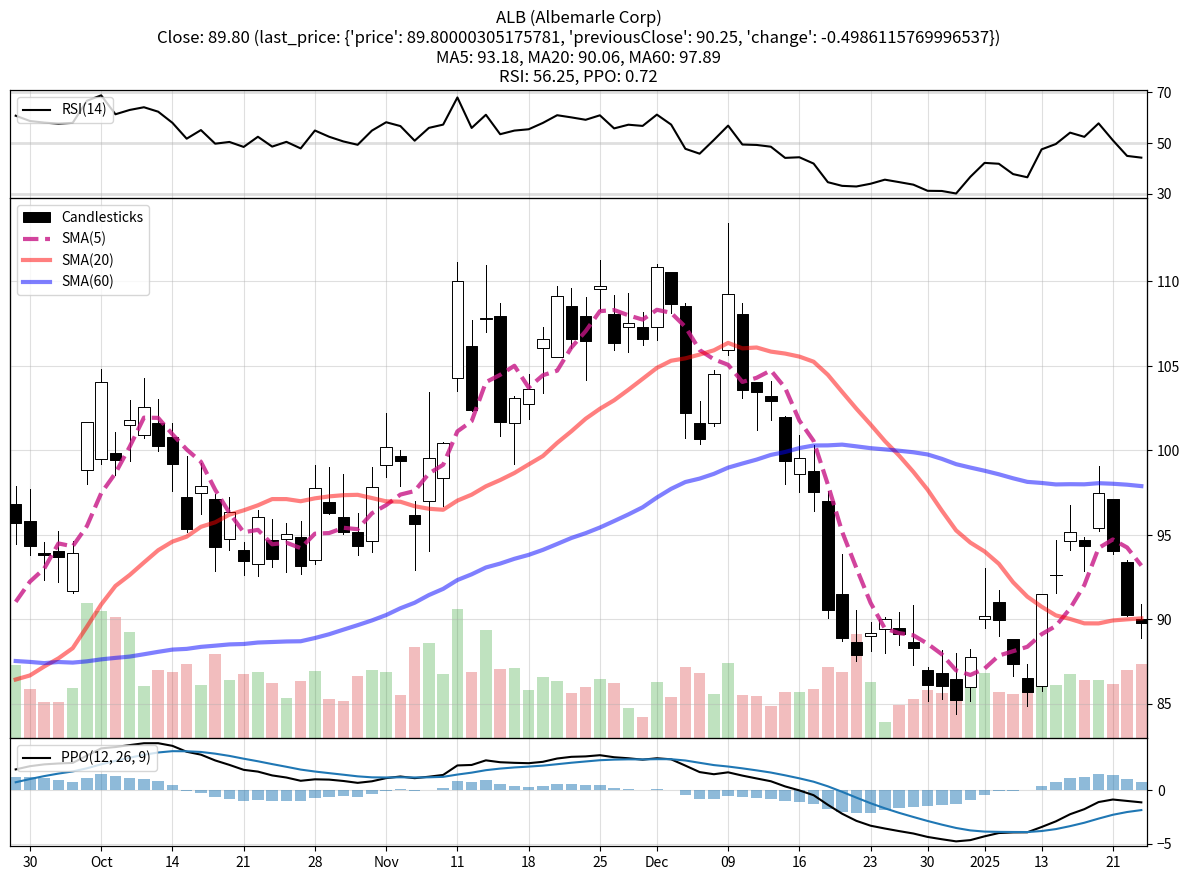 ALB (Albemarle Corp)
Close: 89.80 (last_price: {'price': 89.80000305175781, 'previousClose': 90.25, 'change': -0.4986115769996537})
MA5: 93.18, MA20: 90.06, MA60: 97.89
RSI: 56.25, PPO: 0.72
RSI(14)
70
50
30
Candlesticks
SMA(5)
SMA(20)
SMA(60)
110
105
100
95
90
85
PPO(12, 26, 9)
0
−5
30 Oct 14 21 28 Nov 11 18 25 Dec 09 16 23 30 2025 13 21